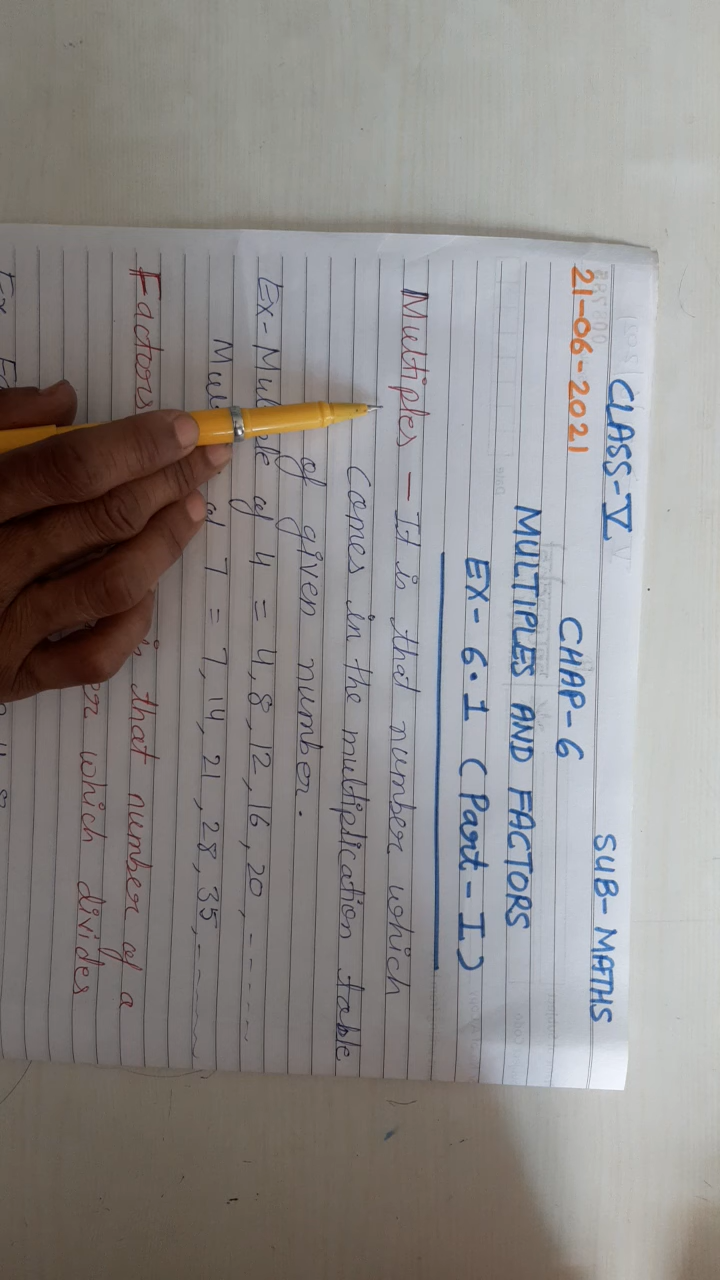 CLASS-V SUB-MATHS
21-06-2021 CHAP-6
MULTIPLES AND FACTORS
EX-6.1 (Part-I)
Multiples - It is that number which
comes in the multiplication table
of given number.
Ex- of 4 = 4, 8, 12, 16, 20, ------
of 7 = 7, 14, 21, 28, 35, ------
Factors that number of a
which divides
Ex